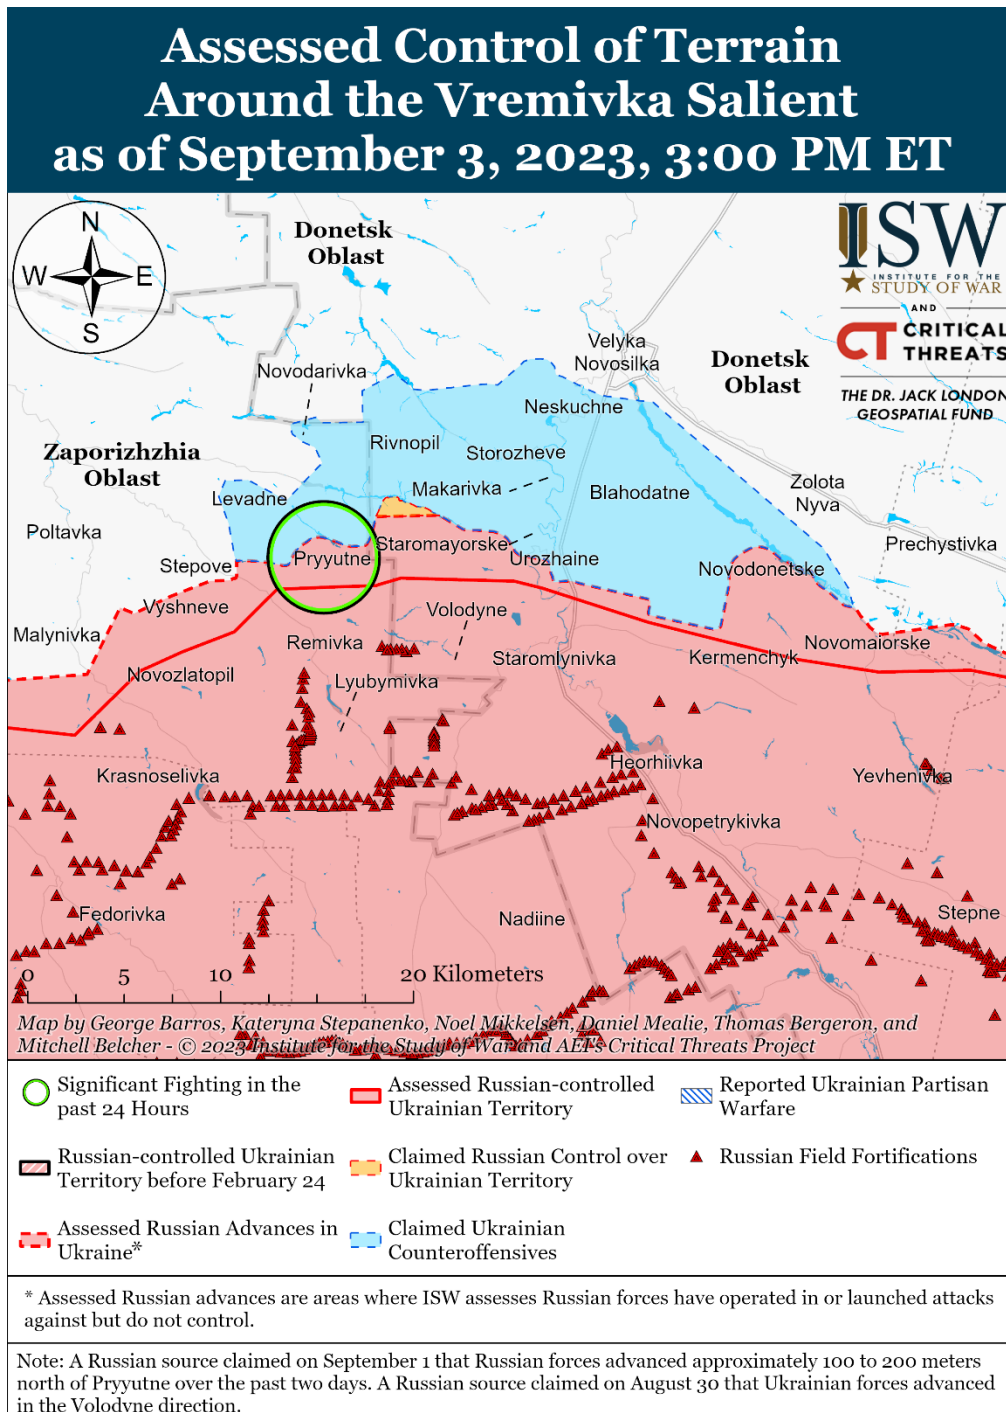 Assessed Control of Terrain
Around the Vremivka Salient
as of September 3, 2023, 3:00 PM ET
N
W E
S
Donetsk
Oblast
ISW
INSTITUTE FOR THE
STUDY OF WAR
AND
CT CRITICAL
THREATS
THE DR. JACK LONDON
GEOSPATIAL FUND
Velyka
Novosilka
Donetsk
Oblast
Novodarivka
Neskuchne
Rivnopil
Storozheve
Zaporizhzhia
Oblast
Makarivka
Blahodatne
Zolota
Nyva
Levadne
Poltavka
Prechystivka
Staromayorske
Pryyutne
Urozhaine
Stepove
Novodonetske
Vyshneve
Volodyne
Malynivka
Remivka
Novomaiorske
Staromlynivka
Kermenchyk
Novozlatopil
Lyubymivka
Heorhiivka
Krasnoselivka
Yevhenivka
Novopetrykivka
Fedorivka
Nadiine
Stepne
0 5 10 20 Kilometers
Map by George Barros, Kateryna Stepanenko, Noel Mikkelsen, Daniel Mealie, Thomas Bergeron, and
Mitchell Belcher - © 2023 Institute for the Study of War and AEI's Critical Threats Project
Significant Fighting in the
past 24 Hours
Assessed Russian-controlled
Ukrainian Territory
Reported Ukrainian Partisan
Warfare
Russian-controlled Ukrainian
Territory before February 24
Claimed Russian Control over
Ukrainian Territory
Russian Field Fortifications
Assessed Russian Advances in
Ukraine*
Claimed Ukrainian
Counteroffensives
* Assessed Russian advances are areas where ISW assesses Russian forces have operated in or launched attacks
against but do not control.
Note: A Russian source claimed on September 1 that Russian forces advanced approximately 100 to 200 meters
north of Pryyutne over the past two days. A Russian source claimed on August 30 that Ukrainian forces advanced
in the Volodyne direction.